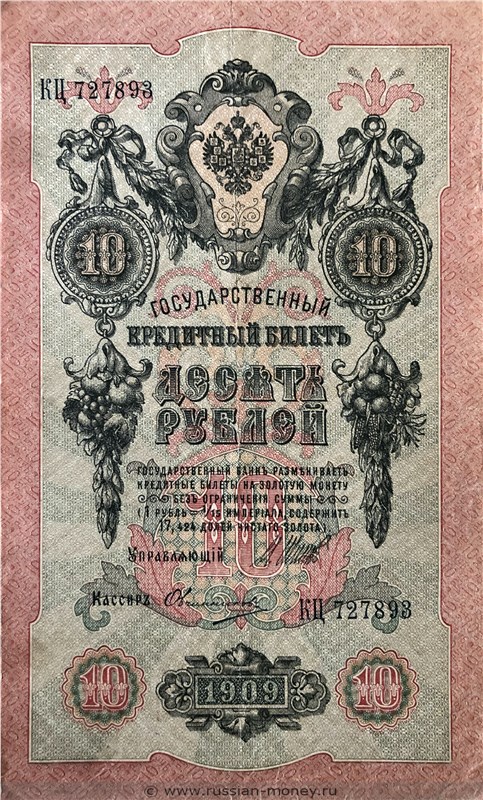 КЦ 727893
10 10
ГОСУДАРСТВЕННЫЙ
КРЕДИТНЫЙ БИЛЕТЪ
ДЕСЯТЬ
РУБЛЕЙ
ГОСУДАРСТВЕННЫЙ БАНКЪ РАЗМѢНИВАЕТЪ
КРЕДИТНЫЕ БИЛЕТЫ НА ЗОЛОТУЮ МОНЕТУ
БЕЗЪ ОГРАНИЧЕНІЯ СУММЫ
(1 РУБЛЬ = 1/15 ИМПЕРІАЛА, СОДЕРЖИТЪ
17,424 ДОЛЕЙ ЧИСТАГО ЗОЛОТА).
10
УПРАВЛЯЮЩІЙ
Кассиръ
КЦ 727893
10 1909 10
© www.russian-money.ru